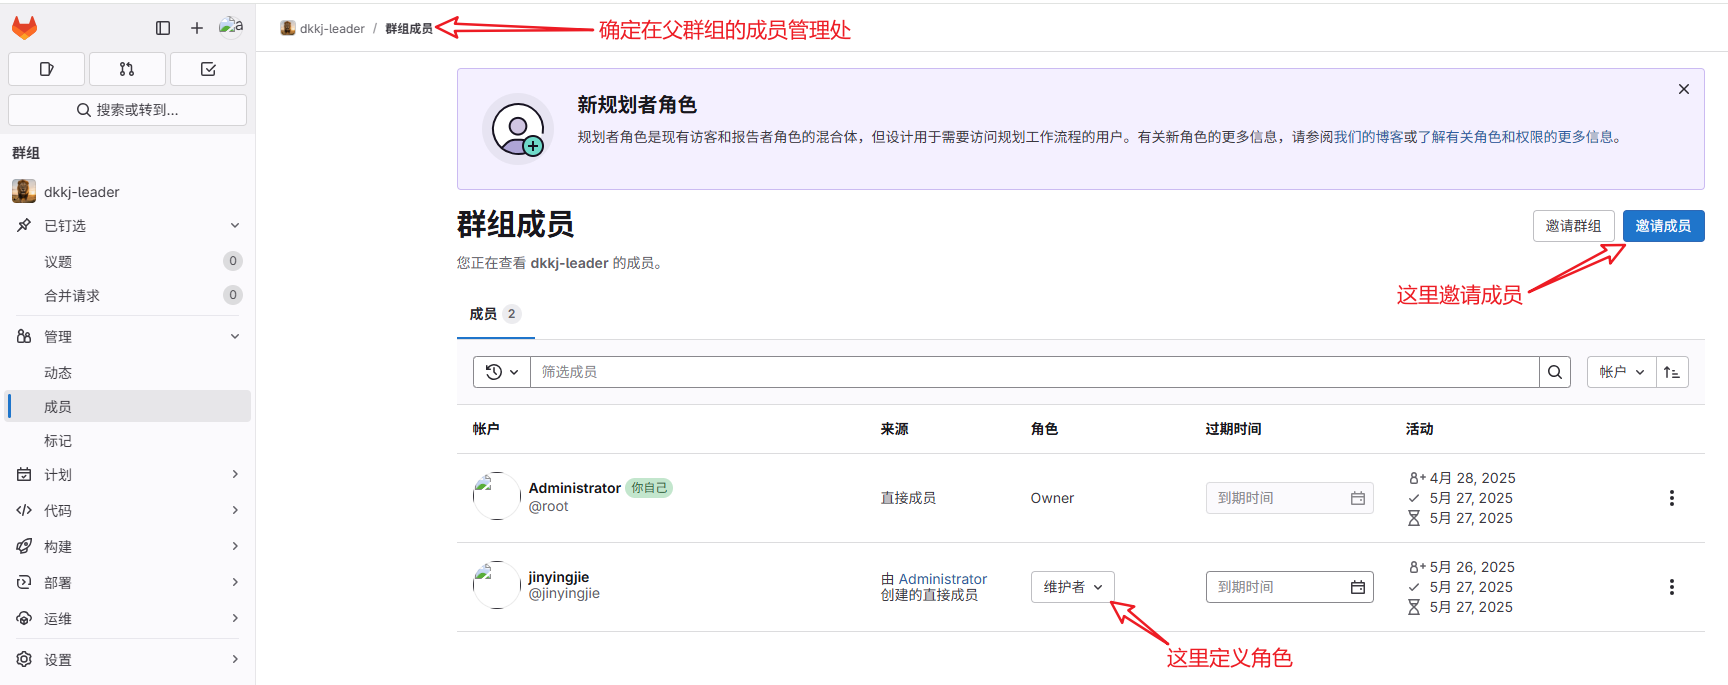 dkkj-leader / 群组成员
确定在父群组的成员管理处
搜索或转到...
群组
dkkj-leader
已钉选
议题 0
合并请求 0
管理
动态
成员
标记
计划
代码
构建
部署
运维
设置
新规划者角色
规划者角色是现有访客和报告者角色的混合体，但设计用于需要访问规划工作流程的用户。有关新角色的更多信息，请参阅我们的博客或了解有关角色和权限的更多信息。
群组成员
邀请群组 邀请成员
您正在查看 dkkj-leader 的成员。
这里邀请成员
成员 2
筛选成员 帐户
帐户 来源 角色 过期时间 活动
Administrator 你自己
@root
直接成员
Owner
到期时间
4月 28, 2025
5月 27, 2025
5月 27, 2025
jinyingjie
@jinyingjie
由 Administrator
创建的直接成员
维护者
到期时间
5月 26, 2025
5月 27, 2025
5月 27, 2025
这里定义角色